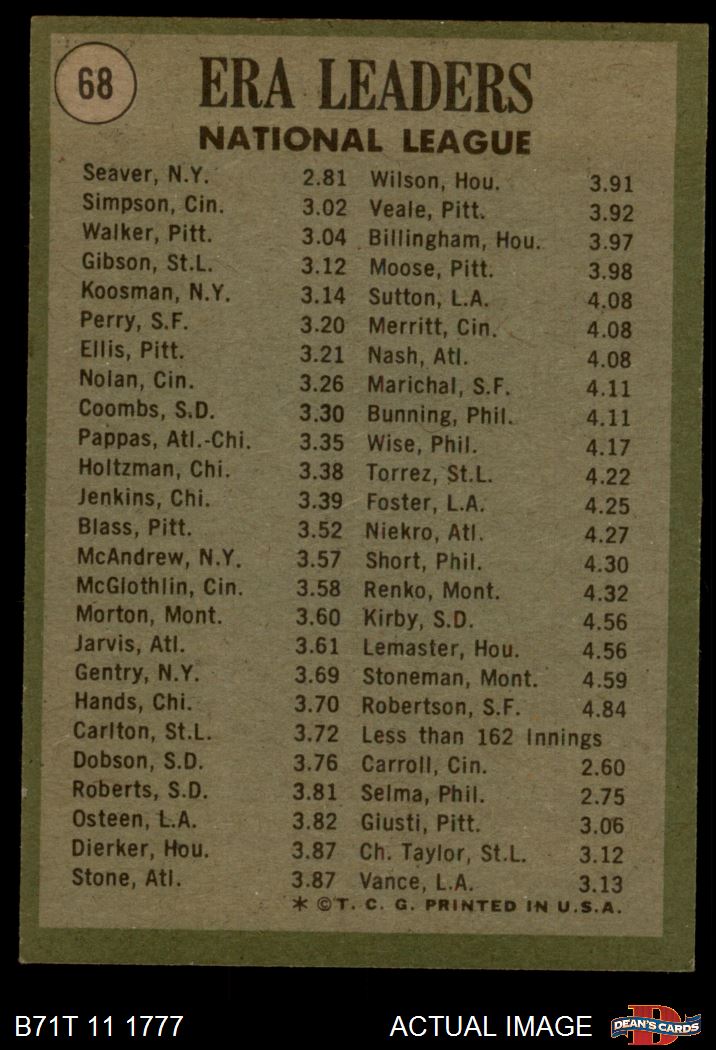 68
ERA LEADERS
NATIONAL LEAGUE
Seaver, N.Y. 2.81
Simpson, Cin. 3.02
Walker, Pitt. 3.04
Gibson, St.L. 3.12
Koosman, N.Y. 3.14
Perry, S.F. 3.20
Ellis, Pitt. 3.21
Nolan, Cin. 3.26
Coombs, S.D. 3.30
Pappas, Atl.-Chi. 3.35
Holtzman, Chi. 3.38
Jenkins, Chi. 3.39
Blass, Pitt. 3.52
McAndrew, N.Y. 3.57
McGlothlin, Cin. 3.58
Morton, Mont. 3.60
Jarvis, Atl. 3.61
Gentry, N.Y. 3.69
Hands, Chi. 3.70
Carlton, St.L. 3.72
Dobson, S.D. 3.76
Roberts, S.D. 3.81
Osteen, L.A. 3.82
Dierker, Hou. 3.87
Stone, Atl. 3.87
Wilson, Hou. 3.91
Veale, Pitt. 3.92
Billingham, Hou. 3.97
Moose, Pitt. 3.98
Sutton, L.A. 4.08
Merritt, Cin. 4.08
Nash, Atl. 4.08
Marichal, S.F. 4.11
Bunning, Phil. 4.11
Wise, Phil. 4.17
Torrez, St.L. 4.22
Foster, L.A. 4.25
Niekro, Atl. 4.27
Short, Phil. 4.30
Renko, Mont. 4.32
Kirby, S.D. 4.56
Lemaster, Hou. 4.56
Stoneman, Mont. 4.59
Robertson, S.F. 4.84
Less than 162 Innings
Carroll, Cin. 2.60
Selma, Phil. 2.75
Giusti, Pitt. 3.06
Ch. Taylor, St.L. 3.12
Vance, L.A. 3.13
* © T. C. G. PRINTED IN U.S.A.
B71T 11 1777
ACTUAL IMAGE
D
DEAN'S CARDS